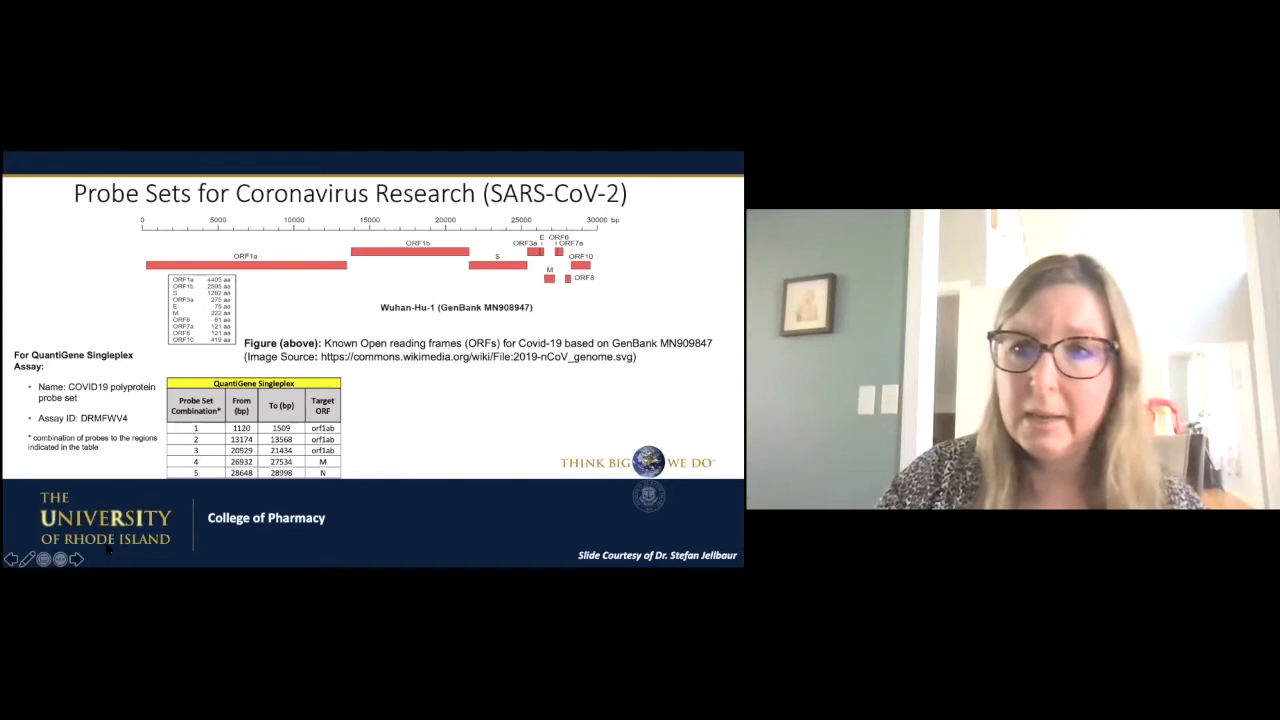 Probe Sets for Coronavirus Research (SARS-CoV-2)
0 5000 10000 15000 20000 25000 30000 bp
E ORF6
ORF1b ORF3a ORF7a
ORF1a S ORF10
M ORF8
ORF1a 4405 aa
ORF1b 2595 aa
S 1282 aa
ORF3a 275 aa
E 75 aa
M 222 aa
ORF6 61 aa
ORF7a 121 aa
ORF8 121 aa
ORF10 419 aa
Wuhan-Hu-1 (GenBank MN908947)
Figure (above): Known Open reading frames (ORFs) for Covid-19 based on GenBank MN909847
(Image Source: https://commons.wikimedia.org/wiki/File:2019-nCoV_genome.svg)
For QuantiGene Singleplex
Assay:
• Name: COVID19 polyprotein
probe set
• Assay ID: DRMFWV4
* combination of probes to the regions
indicated in the table
QuantiGene Singleplex
Probe Set Combination* From (bp) To (bp) Target ORF
1 1120 1509 orf1ab
2 13174 13568 orf1ab
3 20929 21434 orf1ab
4 26932 27534 M
5 28648 28998 N
THINK BIG WE DO™
THE
UNIVERSITY
OF RHODE ISLAND
College of Pharmacy
Slide Courtesy of Dr. Stefan Jellbaur